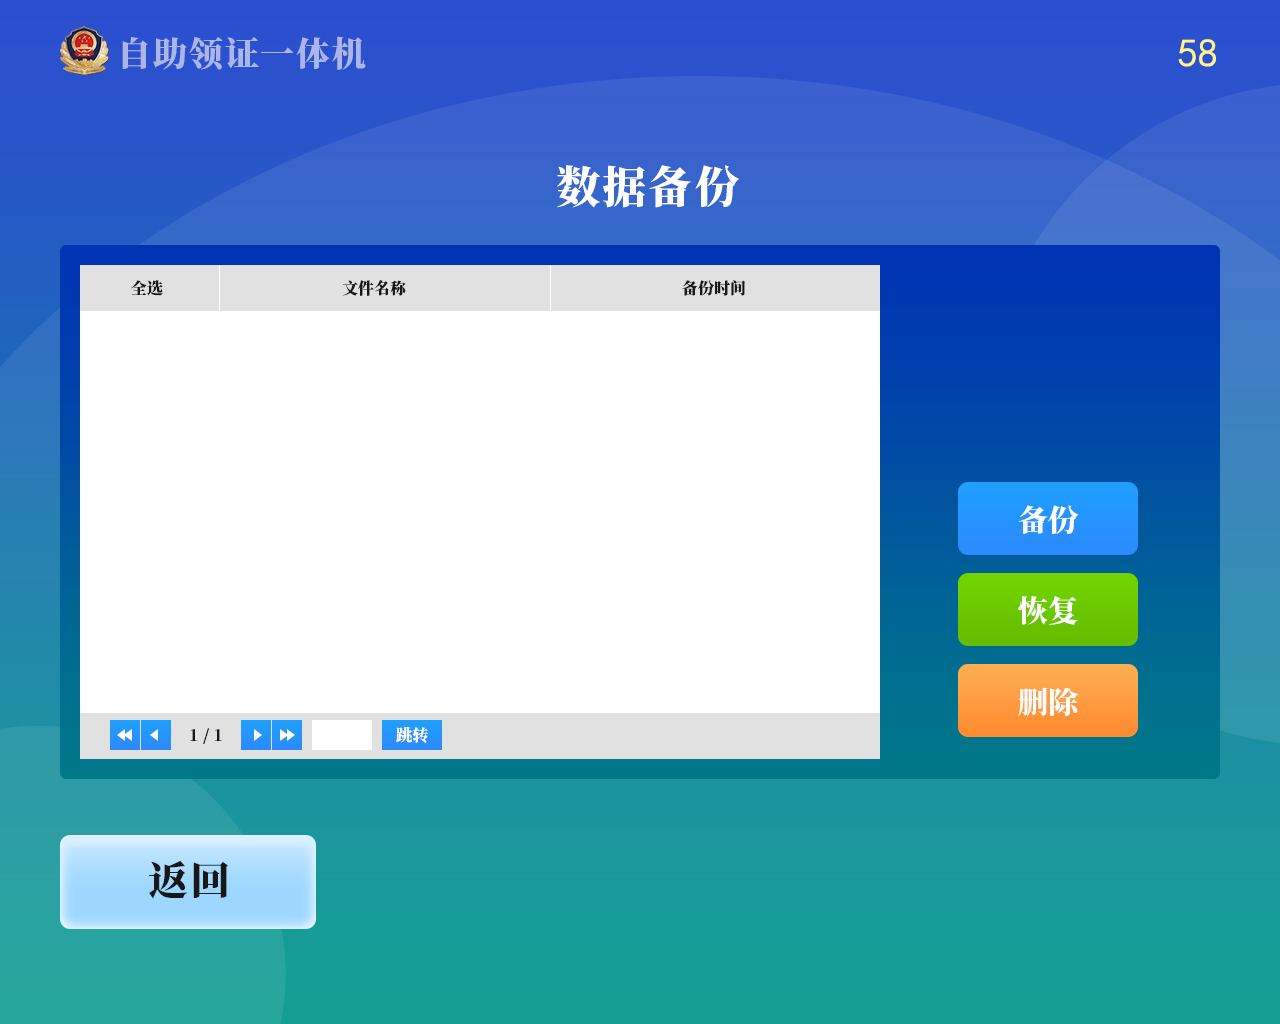 自助领证一体机
58
数据备份
全选 文件名称 备份时间
备份
恢复
删除
1 / 1 跳转
返回